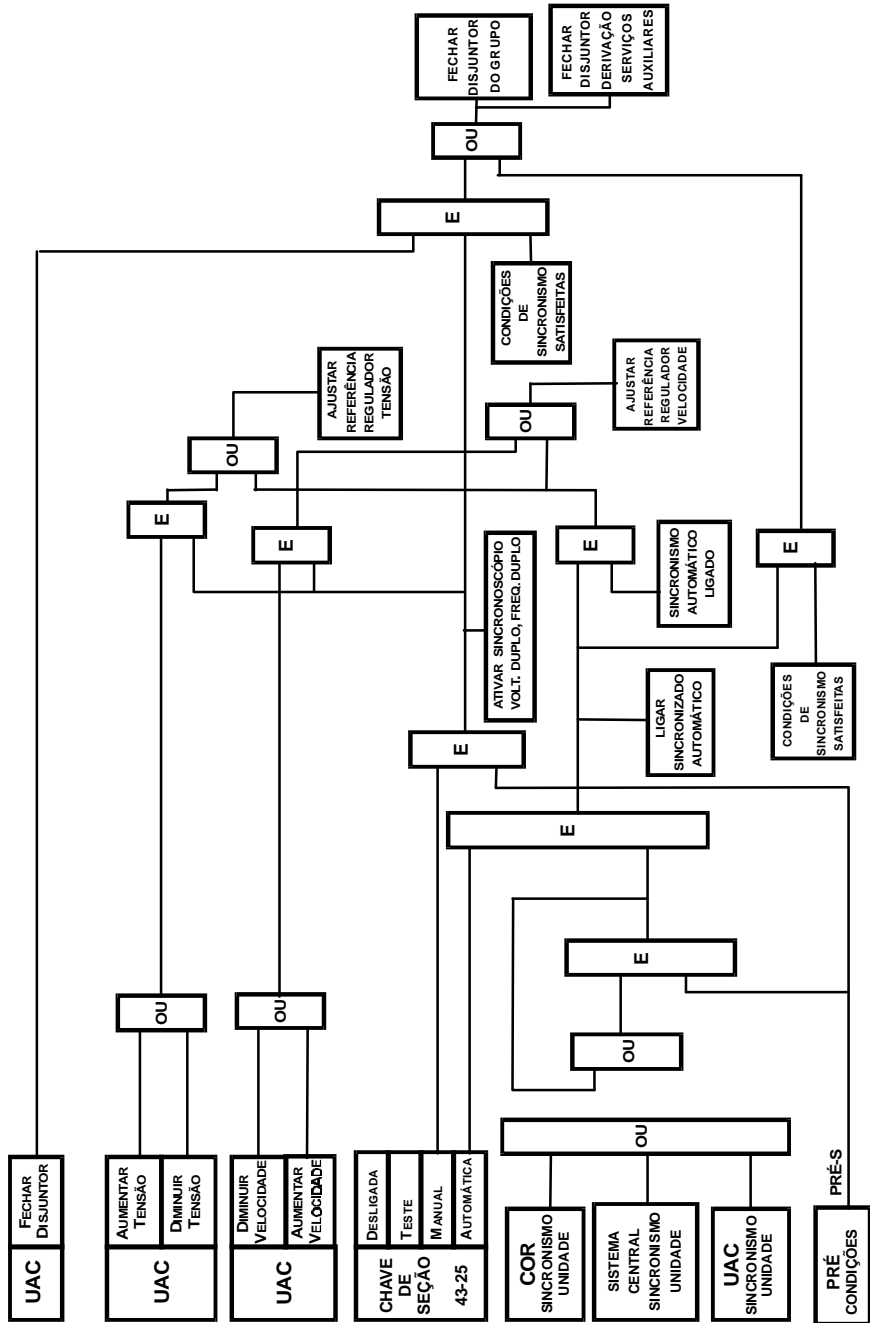 UAC
FECHAR
DISJUNTOR
UAC
AUMENTAR
TENSÃO
DIMINUIR
TENSÃO
UAC
DIMINUIR
VELOCIDADE
AUMENTAR
VELOCIDADE
CHAVE
DE
SEÇÃO
43-25
DESLIGADA
TESTE
MANUAL
AUTOMÁTICA
COR
SINCRONISMO
UNIDADE
SISTEMA
CENTRAL
SINCRONISMO
UNIDADE
UAC
SINCRONISMO
UNIDADE
PRÉ
CONDIÇÕES
PRÉ-S
OU
OU
OU
OU
E
E
E
LIGAR
SINCRONIZADO
AUTOMÁTICO
ATIVAR SINCRONOSCÓPIO
VOLT. DUPLO, FREQ. DUPLO
CONDIÇÕES
DE
SINCRONISMO
SATISFEITAS
SINCRONISMO
AUTOMÁTICO
LIGADO
E
E
E
E
OU
OU
AJUSTAR
REFERÊNCIA
REGULADOR
TENSÃO
AJUSTAR
REFERÊNCIA
REGULADOR
VELOCIDADE
CONDIÇÕES
DE
SINCRONISMO
SATISFEITAS
E
OU
FECHAR
DISJUNTOR
DO GRUPO
FECHAR
DISJUNTOR
DERIVAÇÃO
SERVIÇOS
AUXILIARES